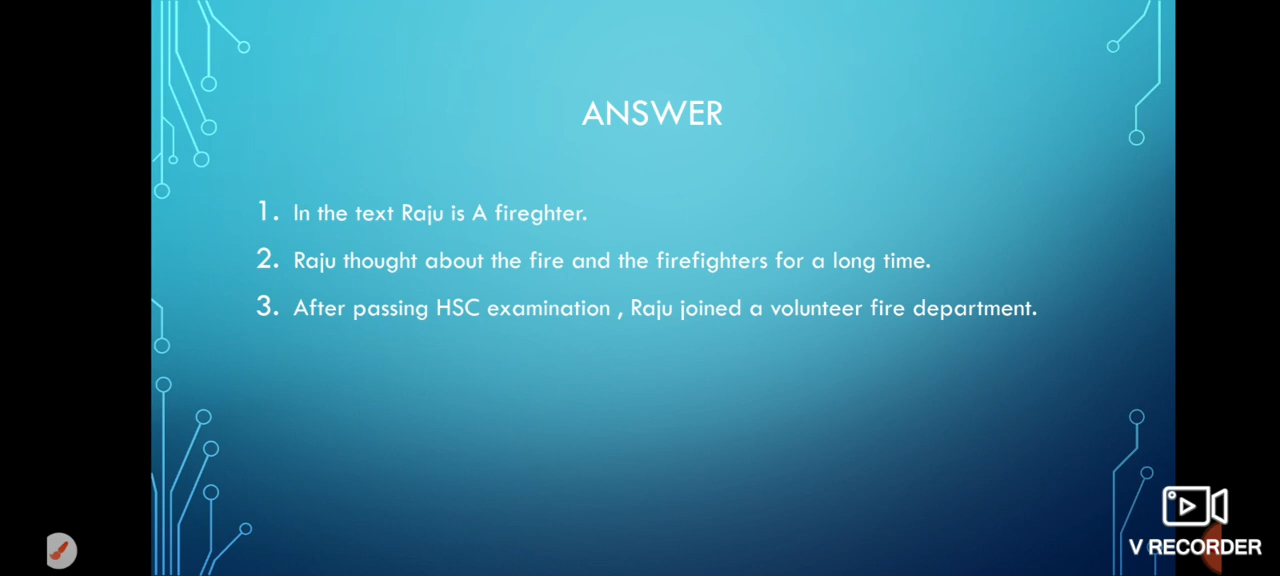 ANSWER
1. In the text Raju is A fireghter.
2. Raju thought about the fire and the firefighters for a long time.
3. After passing HSC examination , Raju joined a volunteer fire department.
V RECORDER